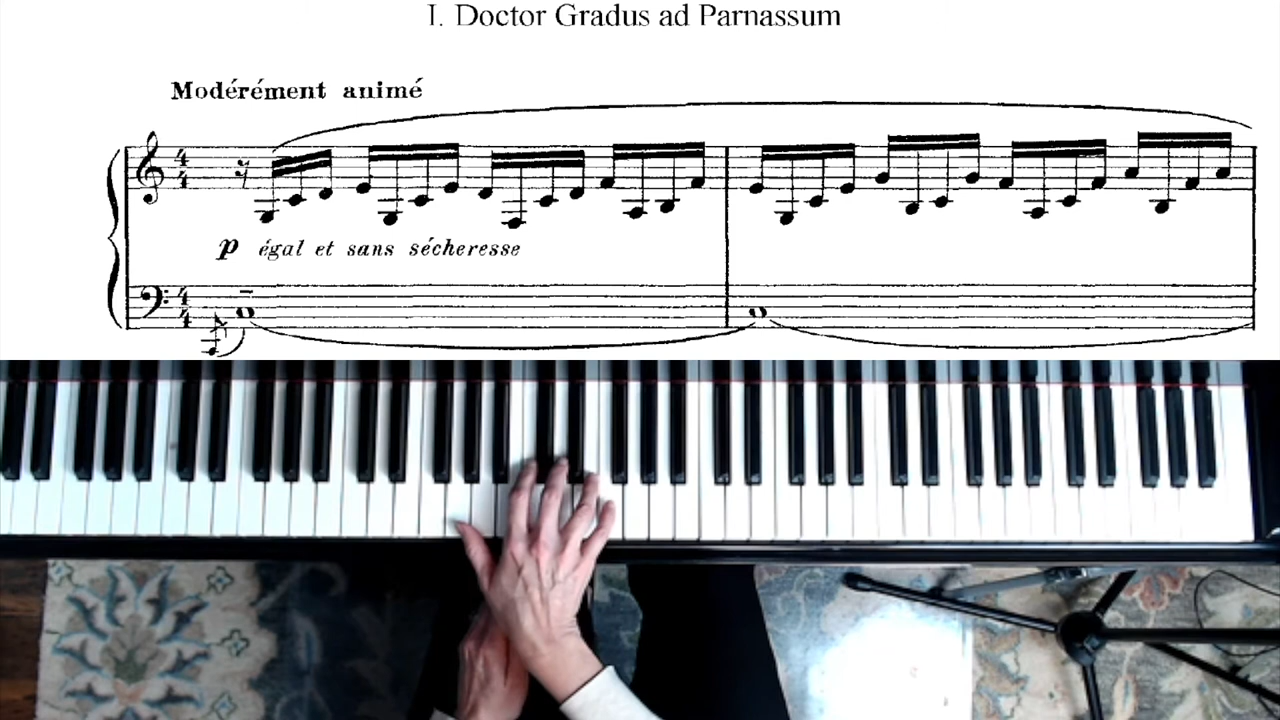 I. Doctor Gradus ad Parnassum
Modérément animé
p égal et sans sécheresse